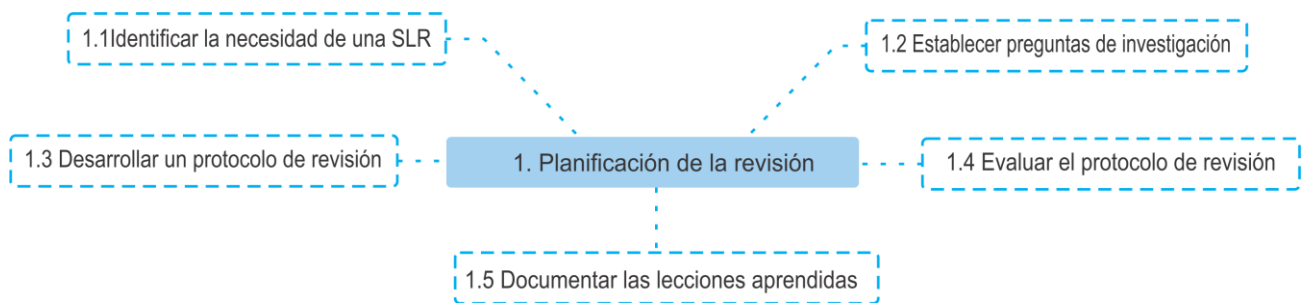 1.1Identificar la necesidad de una SLR
1.2 Establecer preguntas de investigación
1.3 Desarrollar un protocolo de revisión
1. Planificación de la revisión
1.4 Evaluar el protocolo de revisión
1.5 Documentar las lecciones aprendidas